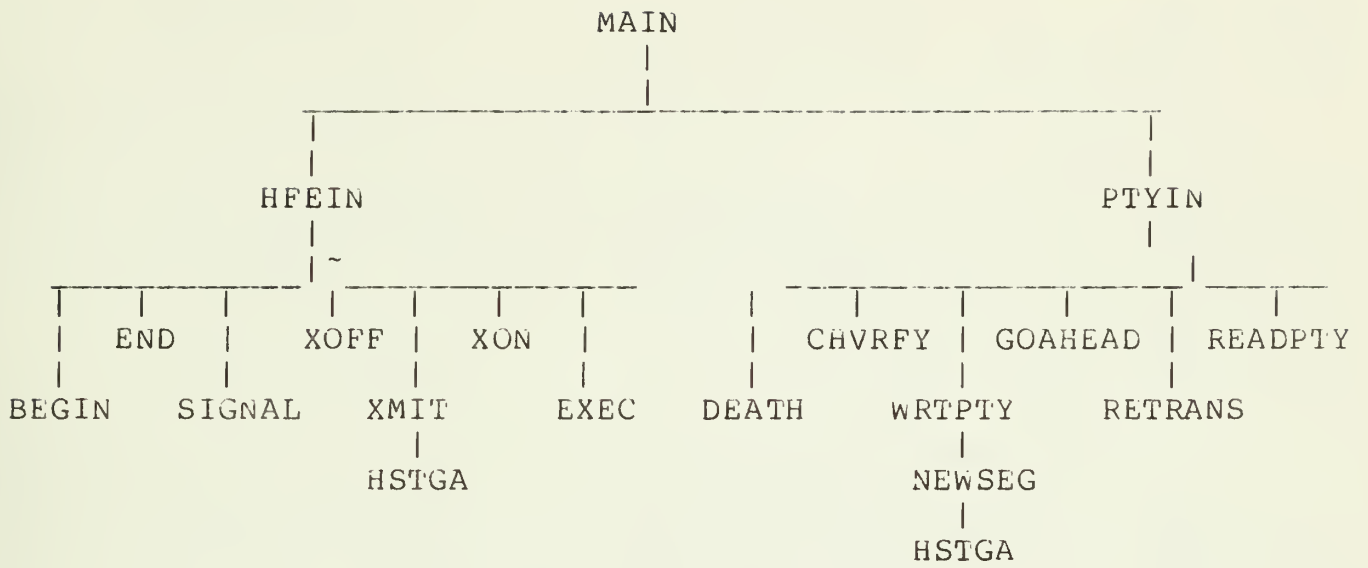 MAIN
HFEIN PTYIN
END XOFF XON CHVRFY GOAHEAD READPTY
BEGIN SIGNAL XMIT EXEC DEATH WRTPTY RETRANS
HSTGA NEWSEG
HSTGA